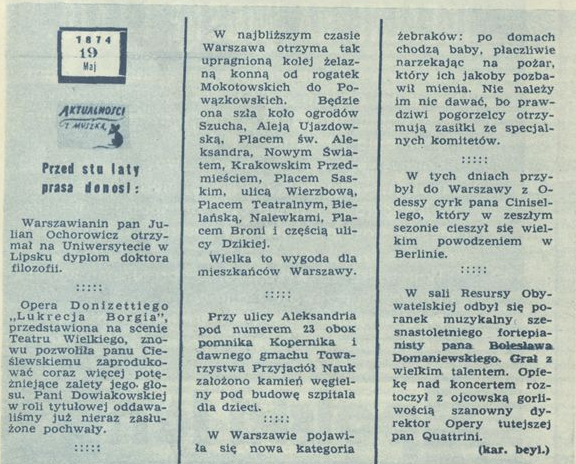 1874
19
Maj
AKTUALNOŚCI
Z MUSZKĄ
Przed stu laty
prasa donosi:
Warszawianin pan Ju-
lian Ochorowicz otrzy-
mał na Uniwersytecie w
Lipsku dyplom doktora
filozofii.
:::::
Opera Donizettiego
„Lukrecja Borgia”,
przedstawiona na scenie
Teatru Wielkiego, zno-
wu pozwoliła panu Cie-
ślewskiemu zaproduko-
wać coraz więcej potę-
żniejące zalety jego gło-
su. Pani Dowiakowskiej
w roli tytułowej oddawa-
liśmy już nieraz zasłu-
żone pochwały.
:::::
W najbliższym czasie
Warszawa otrzyma tak
upragnioną kolej żelaz-
ną konną od rogatek
Mokotowskich do Po-
wązkowskich. Będzie
ona szła koło ogrodów
Szucha, Aleją Ujazdow-
ską, Placem św. Ale-
ksandra, Nowym Świa-
tem, Krakowskim Przed-
mieściem, Placem Sas-
kim, ulicą Wierzbową,
Placem Teatralnym, Bie-
lańską, Nalewkami, Pla-
cem Broni i częścią uli-
cy Dzikiej.
Wielka to wygoda dla
mieszkańców Warszawy.
:::::
Przy ulicy Aleksandria
pod numerem 23 obok
pomnika Kopernika i
dawnego gmachu Towa-
rzystwa Przyjaciół Nauk
założono kamień węgiel-
ny pod budowę szpitala
dla dzieci.
:::::
W Warszawie pojawi-
ła się nowa kategoria
żebraków: po domach
chodzą baby, płaczliwie
narzekając na pożar,
który ich jakoby pozba-
wił mienia. Nie należy
im nic dawać, bo praw-
dziwi pogorzelcy otrzy-
mują zasiłki ze specjal-
nych komitetów.
:::::
W tych dniach przy-
był do Warszawy z O-
dessy cyrk pana Cinisel-
lego, który w zeszłym
sezonie cieszył się wiel-
kim powodzeniem w
Berlinie.
:::::
W sali Resursy Oby-
watelskiej odbył się po-
ranek muzykalny sze-
snastoletniego fortepia-
nisty pana Bolesława
Domaniewskiego. Grał z
wielkim talentem. Opie-
kę nad koncertem roz-
toczył z ojcowską gorli-
wością szanowny dy-
rektor Opery tutejszej
pan Quattrini.
(kar. beyl.)